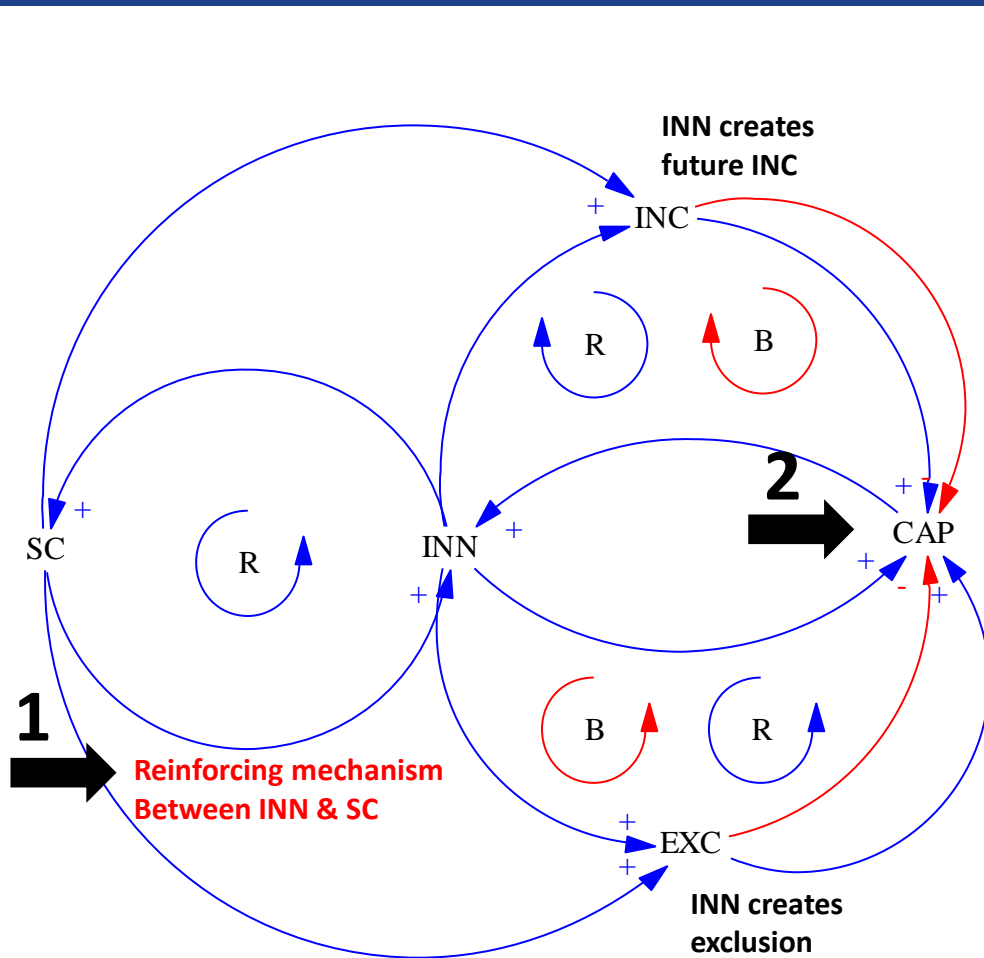 INN creates
future INC
+
INC
R
B
2
+ -
+
SC
R
INN
+
CAP
+
+
- +
1
B
R
Reinforcing mechanism
Between INN & SC
+
EXC
+
INN creates
exclusion